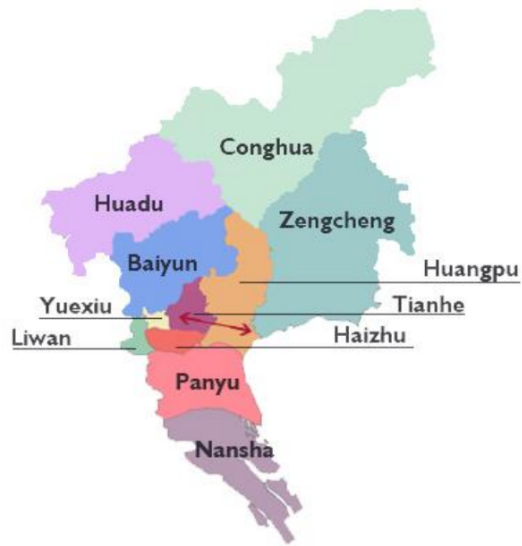 Conghua
Huadu
Zengcheng
Baiyun
Huangpu
Yuexiu
Tianhe
Liwan
Haizhu
Panyu
Nansha